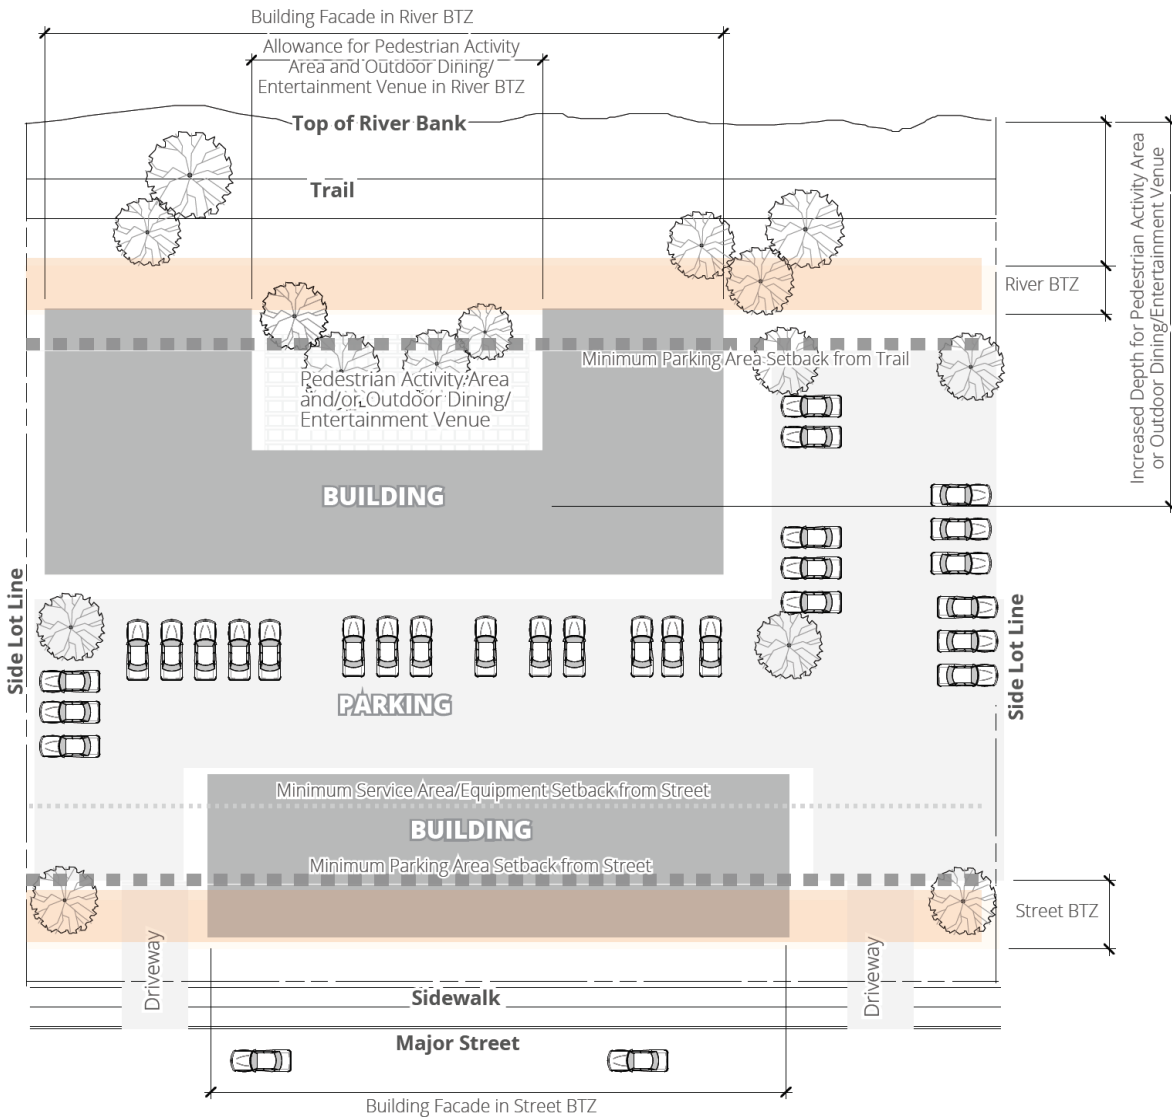 Building Facade in River BTZ
Allowance for Pedestrian Activity
Area and Outdoor Dining/
Entertainment Venue in River BTZ
Top of River Bank
Trail
River BTZ
Increased Depth for Pedestrian Activity Area
or Outdoor Dining/Entertainment Venue
Minimum Parking Area Setback from Trail
Pedestrian Activity Area
and/or Outdoor Dining/
Entertainment Venue
BUILDING
Side Lot Line
Side Lot Line
PARKING
Minimum Service Area/Equipment Setback from Street
BUILDING
Minimum Parking Area Setback from Street
Street BTZ
Driveway
Driveway
Sidewalk
Major Street
Building Facade in Street BTZ